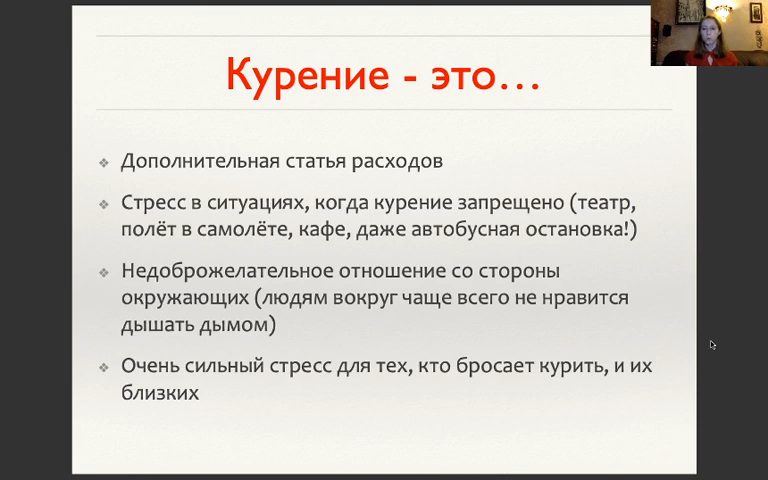 Курение - это...
Дополнительная статья расходов
Стресс в ситуациях, когда курение запрещено (театр,
полёт в самолёте, кафе, даже автобусная остановка!)
Недоброжелательное отношение со стороны
окружающих (людям вокруг чаще всего не нравится
дышать дымом)
Очень сильный стресс для тех, кто бросает курить, и их
близких